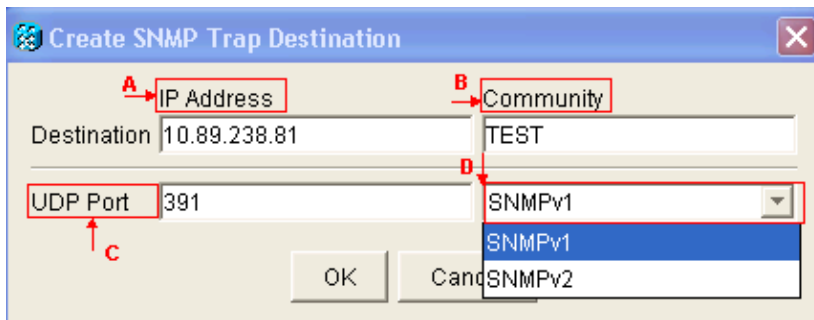 Create SNMP Trap Destination
A IP Address B Community
Destination 10.89.238.81 TEST
D
UDP Port 391 SNMPv1
C
SNMPv1
OK
SNMPv2